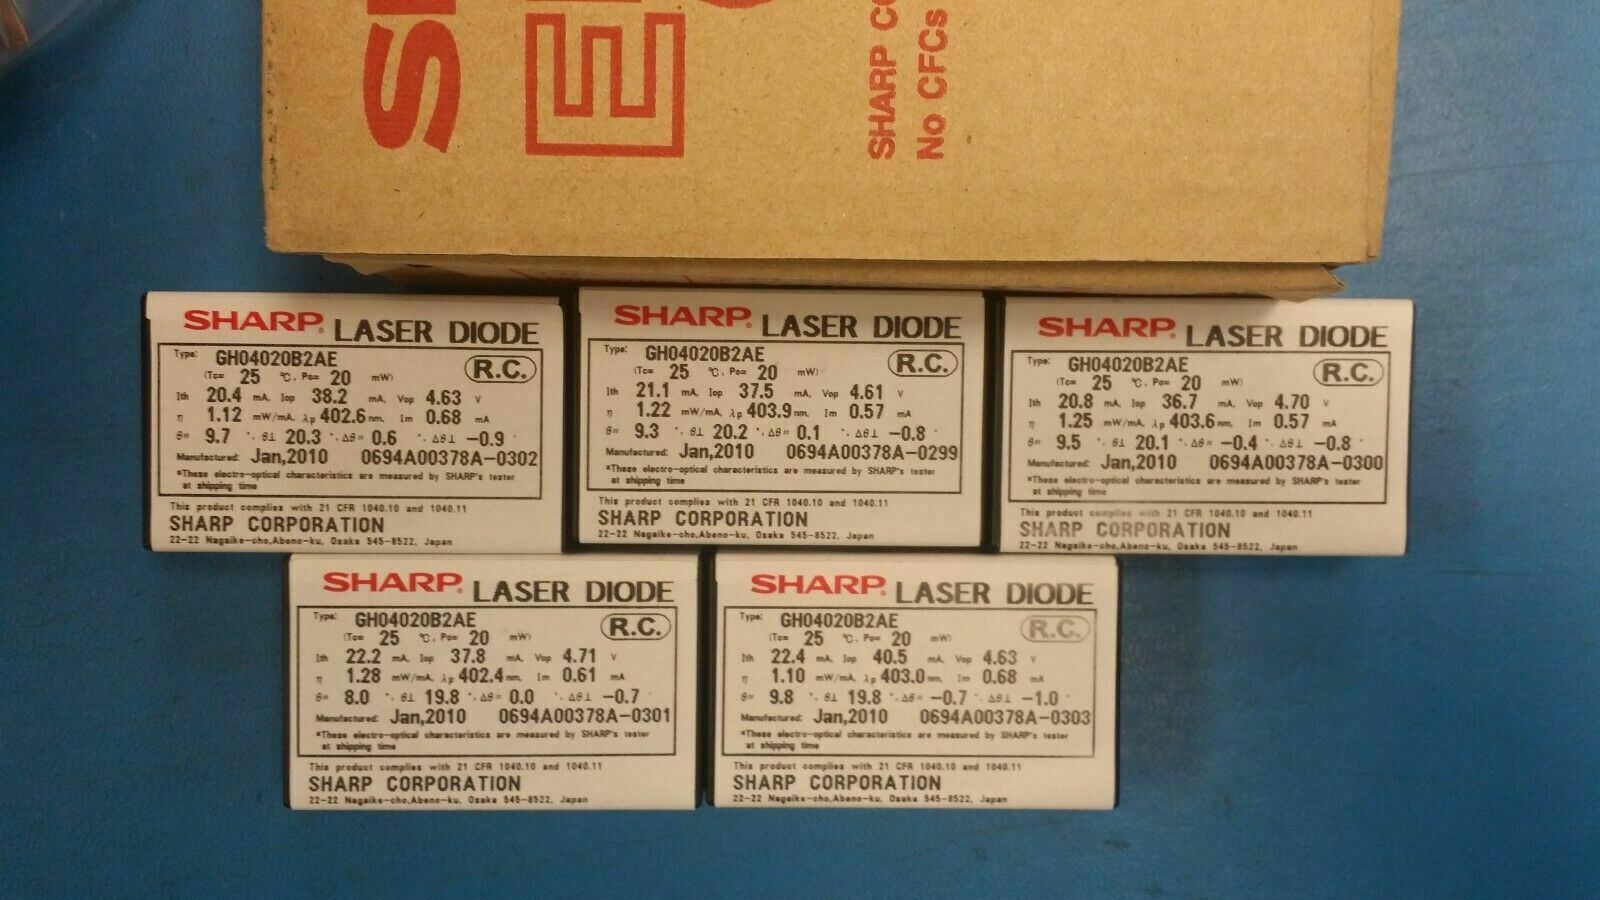 SHARP CO
No CFCs
SHARP® LASER DIODE
Type: GH04020B2AE R.C.
(Tc= 25 ℃, Po= 20 mW)
Ith 20.4 mA, Iop 38.2 mA, Vop 4.63 V
η 1.12 mW/mA, λp 402.6 nm, Im 0.68 mA
θ∥ 9.7 °, θ⊥ 20.3 °, Δθ∥ 0.6 °, Δθ⊥ -0.9 °
Manufactured: Jan,2010 0694A00378A-0302
*These electro-optical characteristics are measured by SHARP's tester
at shipping time
This product complies with 21 CFR 1040.10 and 1040.11
SHARP CORPORATION
22-22 Nagaike-cho,Abeno-ku, Osaka 545-8522, Japan
SHARP® LASER DIODE
Type: GH04020B2AE R.C.
(Tc= 25 ℃, Po= 20 mW)
Ith 21.1 mA, Iop 37.5 mA, Vop 4.61 V
η 1.22 mW/mA, λp 403.9 nm, Im 0.57 mA
θ∥ 9.3 °, θ⊥ 20.2 °, Δθ∥ 0.1 °, Δθ⊥ -0.8 °
Manufactured: Jan,2010 0694A00378A-0299
*These electro-optical characteristics are measured by SHARP's tester
at shipping time
This product complies with 21 CFR 1040.10 and 1040.11
SHARP CORPORATION
22-22 Nagaike-cho,Abeno-ku, Osaka 545-8522, Japan
SHARP® LASER DIODE
Type: GH04020B2AE R.C.
(Tc= 25 ℃, Po= 20 mW)
Ith 20.8 mA, Iop 36.7 mA, Vop 4.70 V
η 1.25 mW/mA, λp 403.6 nm, Im 0.57 mA
θ∥ 9.5 °, θ⊥ 20.1 °, Δθ∥ -0.4 °, Δθ⊥ -0.8 °
Manufactured: Jan,2010 0694A00378A-0300
*These electro-optical characteristics are measured by SHARP's tester
at shipping time
This product complies with 21 CFR 1040.10 and 1040.11
SHARP CORPORATION
22-22 Nagaike-cho,Abeno-ku, Osaka 545-8522, Japan
SHARP® LASER DIODE
Type: GH04020B2AE R.C.
(Tc= 25 ℃, Po= 20 mW)
Ith 22.2 mA, Iop 37.8 mA, Vop 4.71 V
η 1.28 mW/mA, λp 402.4 nm, Im 0.61 mA
θ∥ 8.0 °, θ⊥ 19.8 °, Δθ∥ 0.0 °, Δθ⊥ -0.7 °
Manufactured: Jan,2010 0694A00378A-0301
*These electro-optical characteristics are measured by SHARP's tester
at shipping time
This product complies with 21 CFR 1040.10 and 1040.11
SHARP CORPORATION
22-22 Nagaike-cho,Abeno-ku, Osaka 545-8522, Japan
SHARP® LASER DIODE
Type: GH04020B2AE R.C.
(Tc= 25 ℃, Po= 20 mW)
Ith 22.4 mA, Iop 40.5 mA, Vop 4.63 V
η 1.10 mW/mA, λp 403.0 nm, Im 0.68 mA
θ∥ 9.8 °, θ⊥ 19.8 °, Δθ∥ -0.7 °, Δθ⊥ -1.0 °
Manufactured: Jan,2010 0694A00378A-0303
*These electro-optical characteristics are measured by SHARP's tester
at shipping time
This product complies with 21 CFR 1040.10 and 1040.11
SHARP CORPORATION
22-22 Nagaike-cho,Abeno-ku, Osaka 545-8522, Japan